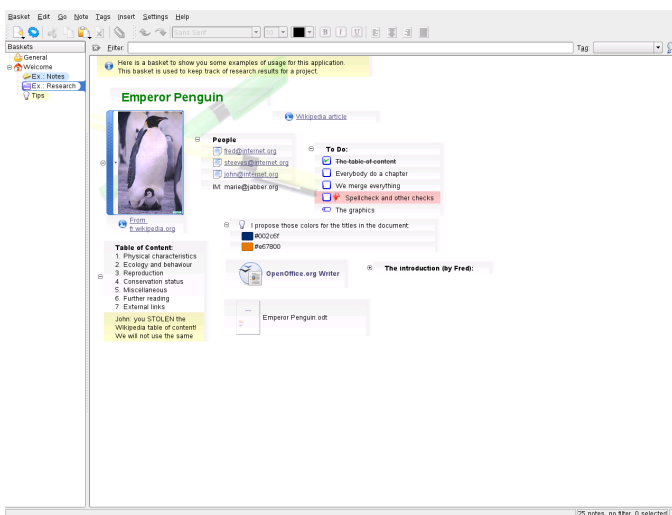 Basket Edit Go Note Tags Insert Settings Help
Sans Serif 10
Baskets
Filter: Tag:
General
Welcome
Ex.: Notes
Ex.: Research
Tips
Here is a basket to show you some examples of usage for this application.
This basket is used to keep track of research results for a project.
Emperor Penguin
Wikipedia article
People
fred@internet.org
steeves@internet.org
john@internet.org
IM: marie@jabber.org
To Do:
The table of content
Everybody do a chapter
We merge everything
Spellcheck and other checks
The graphics
From
fr.wikipedia.org
I propose those colors for the titles in the document:
#002c6f
#e67800
Table of Content:
1. Physical characteristics
2. Ecology and behaviour
3. Reproduction
4. Conservation status
5. Miscellaneous
6. Further reading
7. External links
John: you STOLEN the
Wikipedia table of content!
We will not use the same
OpenOffice.org Writer
The introduction (by Fred):
Emperor Penguin.odt
25 notes, no filter, 0 selected